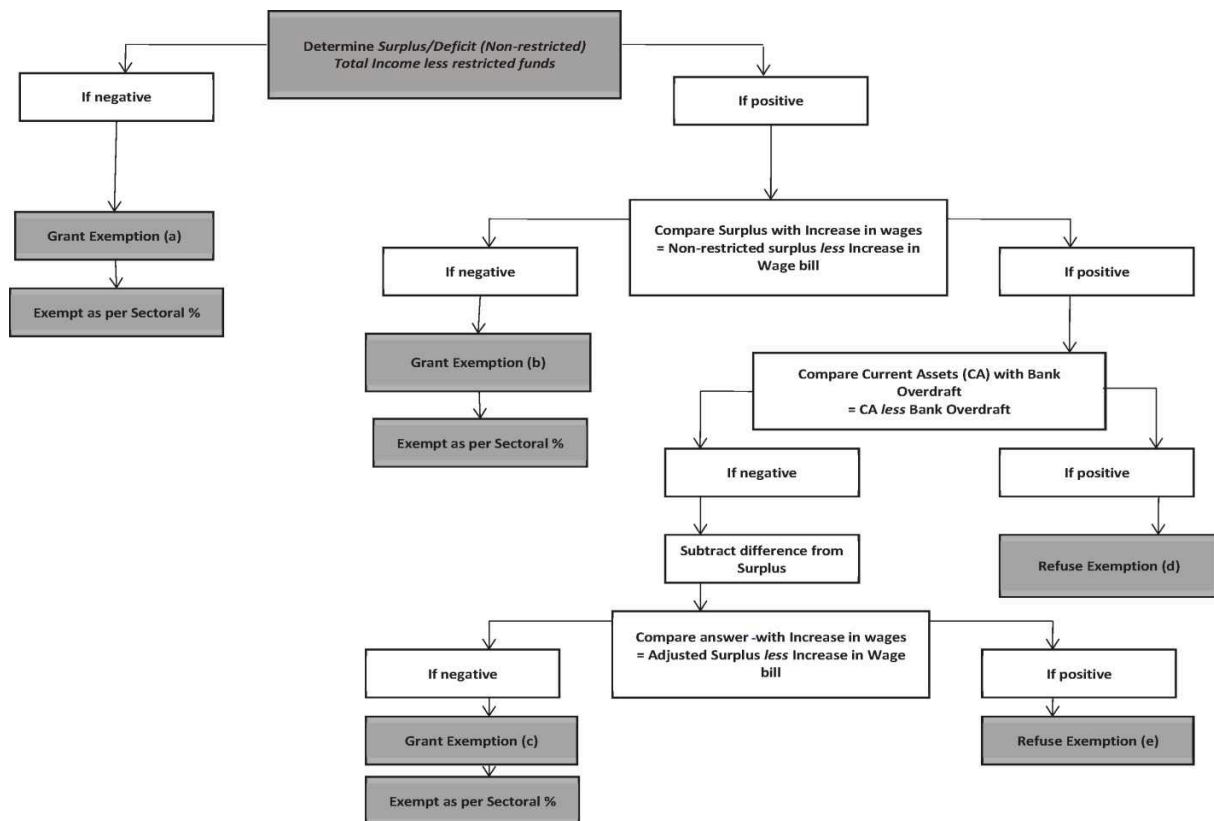 Determine Surplus/Deficit (Non-restricted)
Total Income less restricted funds
If negative
If positive
Grant Exemption (a)
Exempt as per Sectoral %
Compare Surplus with Increase in wages
= Non-restricted surplus less Increase in
Wage bill
If negative
If positive
Grant Exemption (b)
Exempt as per Sectoral %
Compare Current Assets (CA) with Bank
Overdraft
= CA less Bank Overdraft
If negative
If positive
Subtract difference from
Surplus
Refuse Exemption (d)
Compare answer -with Increase in wages
= Adjusted Surplus less Increase in Wage
bill
If negative
If positive
Grant Exemption (c)
Refuse Exemption (e)
Exempt as per Sectoral %